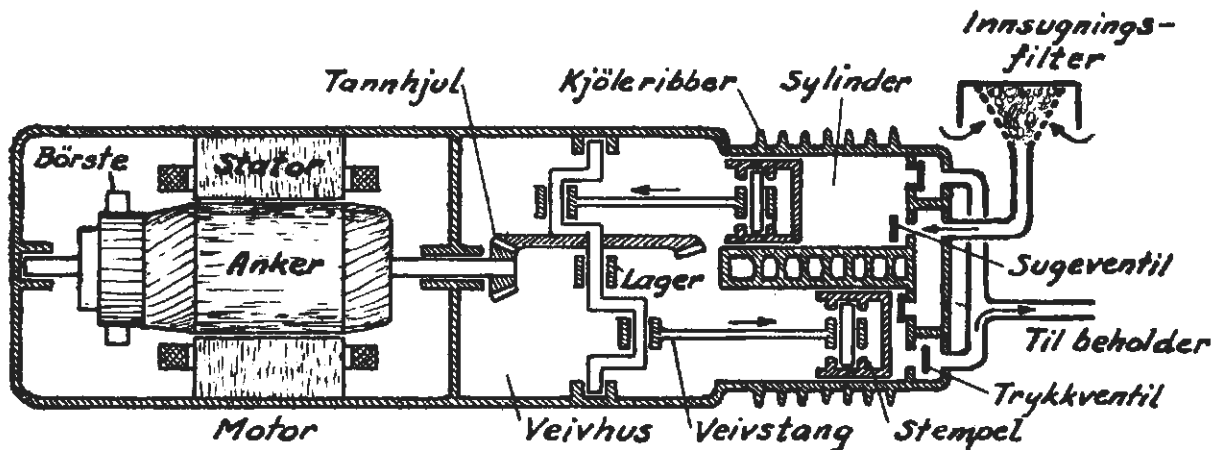 Innsugnings-
filter
Tannhjul
Kjöleribber
Sylinder
Börste
Stator
Anker
Lager
Sugeventil
Til beholder
Trykkventil
Motor
Veivhus
Veivstang
Stempel